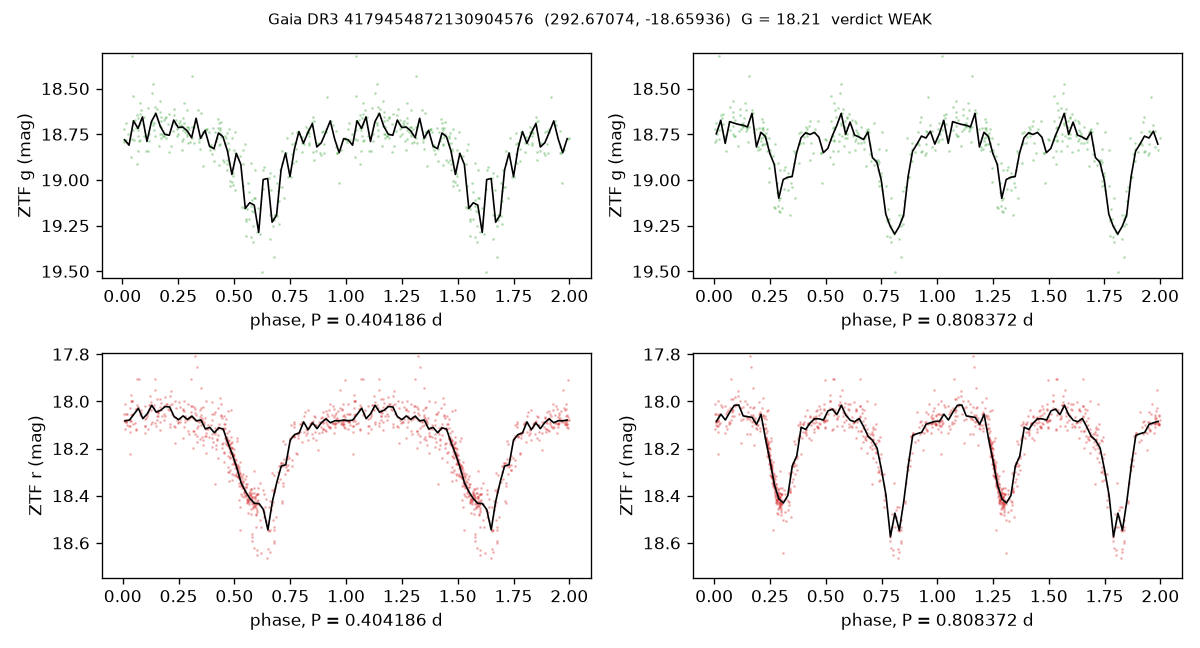 Gaia DR3 4179454872130904576 (292.67074, -18.65936) G = 18.21 verdict WEAK
ZTF g (mag)
18.50
18.75
19.00
19.25
19.50
0.00 0.25 0.50 0.75 1.00 1.25 1.50 1.75 2.00
phase, P = 0.404186 d
ZTF g (mag)
18.50
18.75
19.00
19.25
19.50
0.00 0.25 0.50 0.75 1.00 1.25 1.50 1.75 2.00
phase, P = 0.808372 d
ZTF r (mag)
17.8
18.0
18.2
18.4
18.6
0.00 0.25 0.50 0.75 1.00 1.25 1.50 1.75 2.00
phase, P = 0.404186 d
ZTF r (mag)
17.8
18.0
18.2
18.4
18.6
0.00 0.25 0.50 0.75 1.00 1.25 1.50 1.75 2.00
phase, P = 0.808372 d